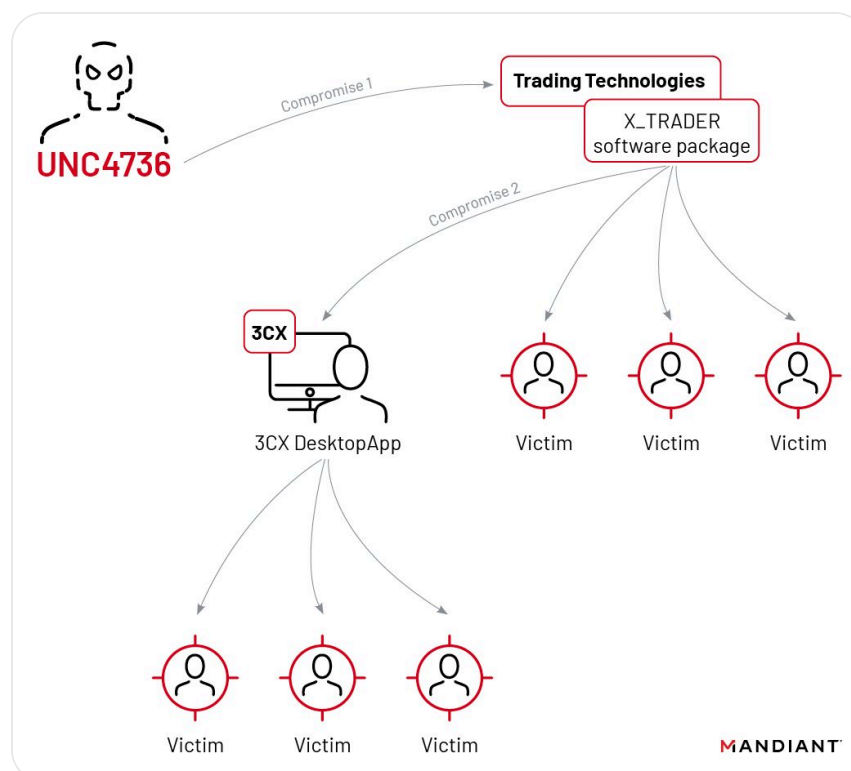 UNC4736
Compromise 1
Trading Technologies
X_TRADER
software package
Compromise 2
3CX
3CX DesktopApp
Victim
Victim
Victim
Victim
Victim
Victim
MANDIANT